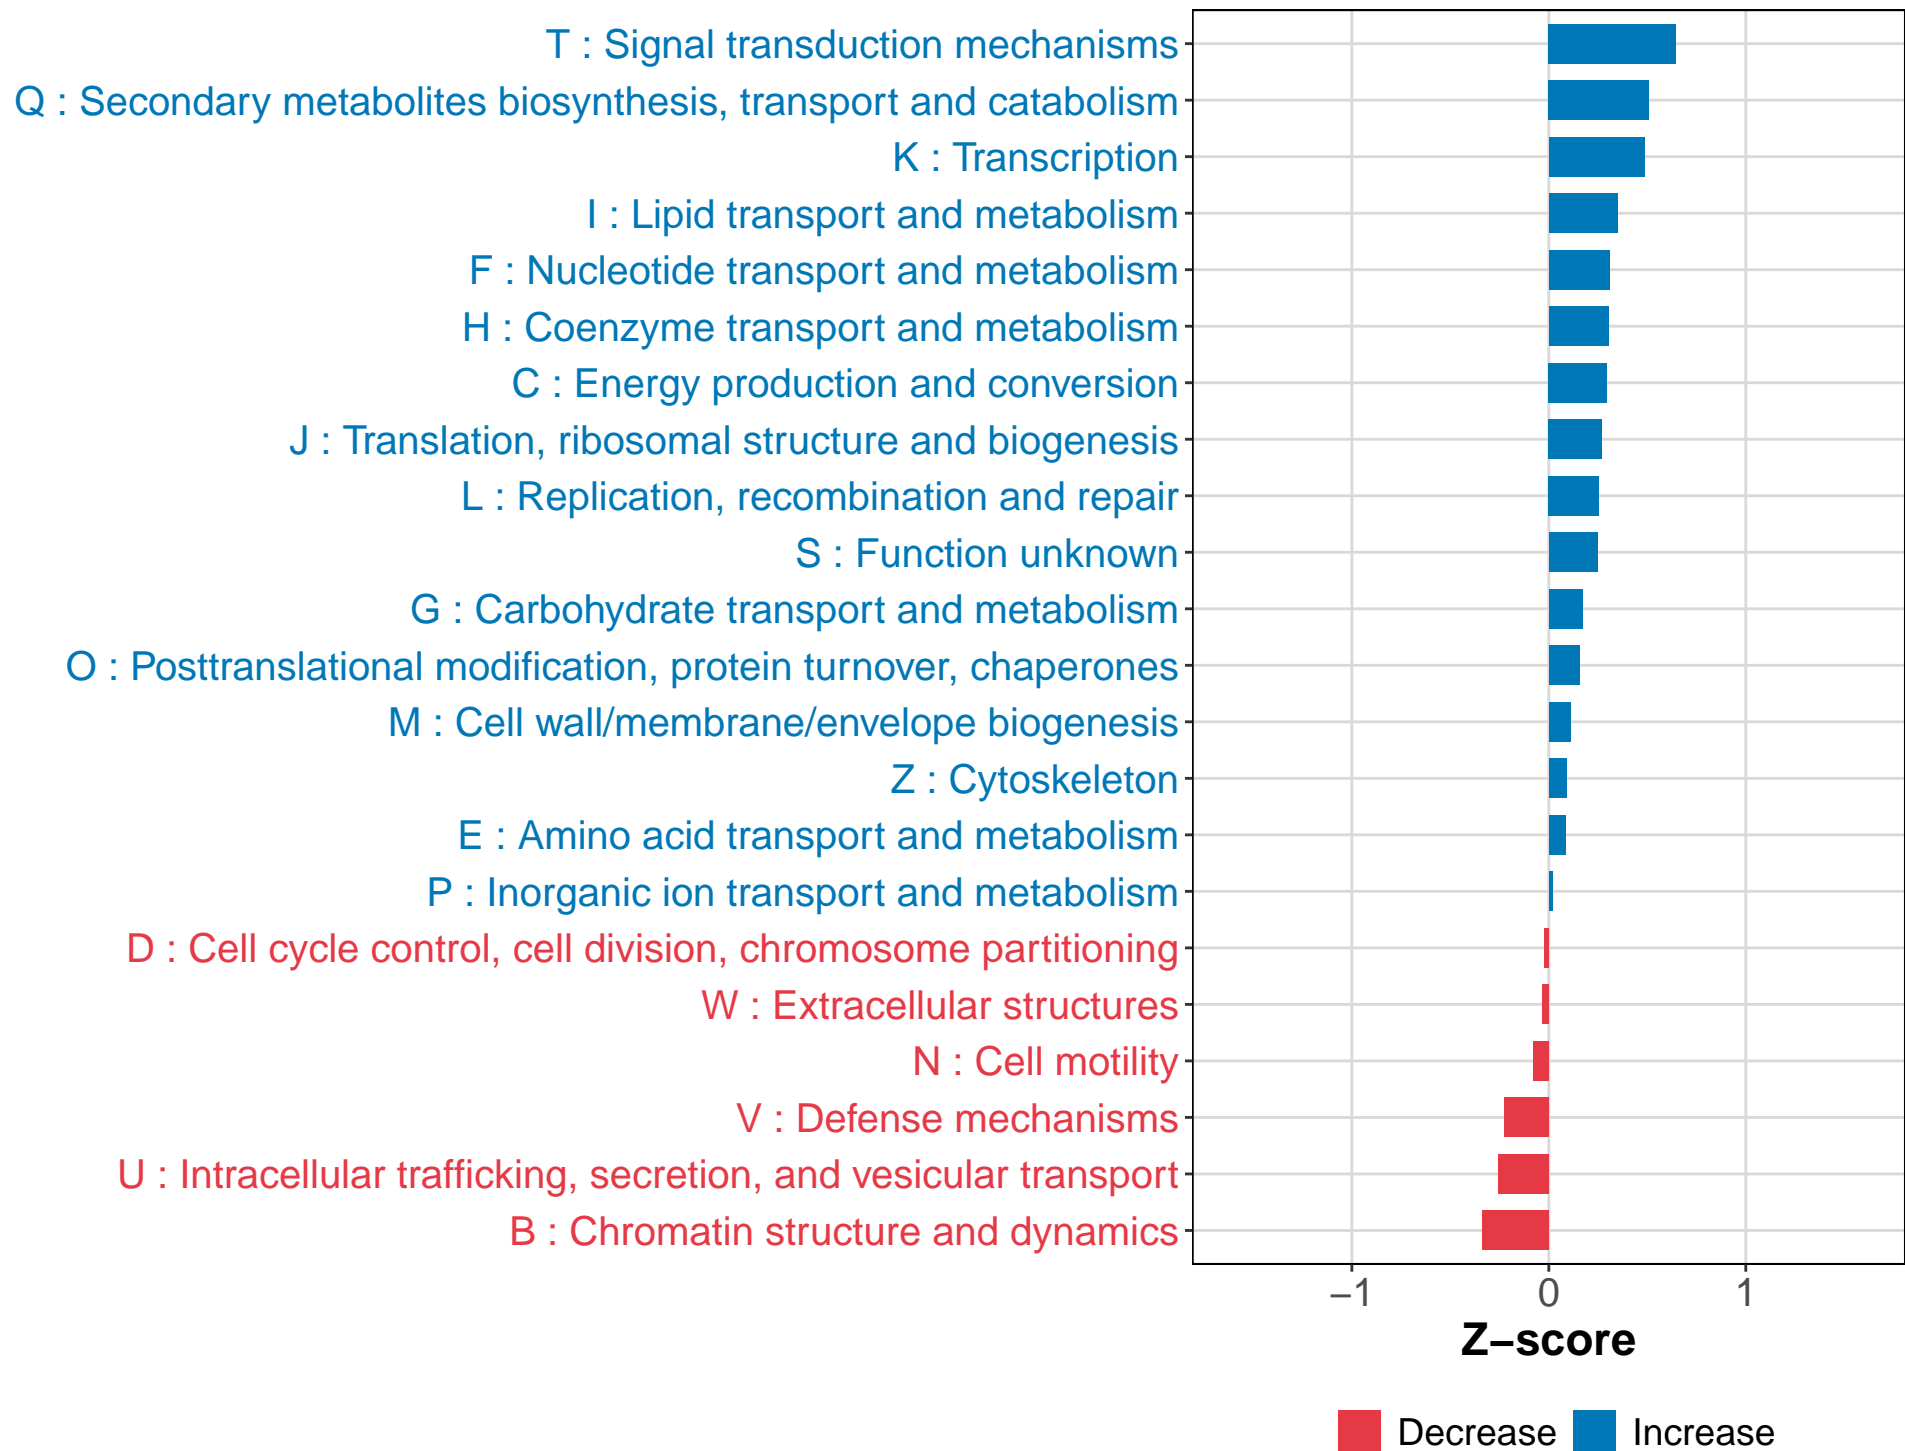 T : Signal transduction mechanisms
Q : Secondary metabolites biosynthesis, transport and catabolism
K : Transcription
I : Lipid transport and metabolism
F : Nucleotide transport and metabolism
H : Coenzyme transport and metabolism
C : Energy production and conversion
J : Translation, ribosomal structure and biogenesis
L : Replication, recombination and repair
S : Function unknown
G : Carbohydrate transport and metabolism
O : Posttranslational modification, protein turnover, chaperones
M : Cell wall/membrane/envelope biogenesis
Z : Cytoskeleton
E : Amino acid transport and metabolism
P : Inorganic ion transport and metabolism
D : Cell cycle control, cell division, chromosome partitioning
W : Extracellular structures
N : Cell motility
V : Defense mechanisms
U : Intracellular trafficking, secretion, and vesicular transport
B : Chromatin structure and dynamics
−1 0 1
Z−score
Decrease Increase